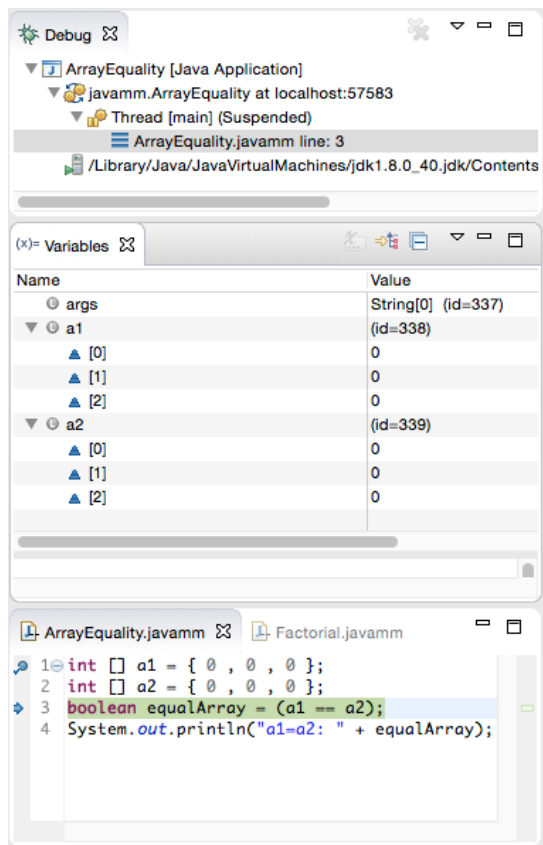 Debug
ArrayEquality [Java Application]
javamm.ArrayEquality at localhost:57583
Thread [main] (Suspended)
ArrayEquality.javamm line: 3
/Library/Java/JavaVirtualMachines/jdk1.8.0_40.jdk/Contents
(x)= Variables
Name Value
args String[0] (id=337)
a1 (id=338)
[0] 0
[1] 0
[2] 0
a2 (id=339)
[0] 0
[1] 0
[2] 0
ArrayEquality.javamm Factorial.javamm
1 int [] a1 = { 0 , 0 , 0 };
2 int [] a2 = { 0 , 0 , 0 };
3 boolean equalArray = (a1 == a2);
4 System.out.println("a1=a2: " + equalArray);